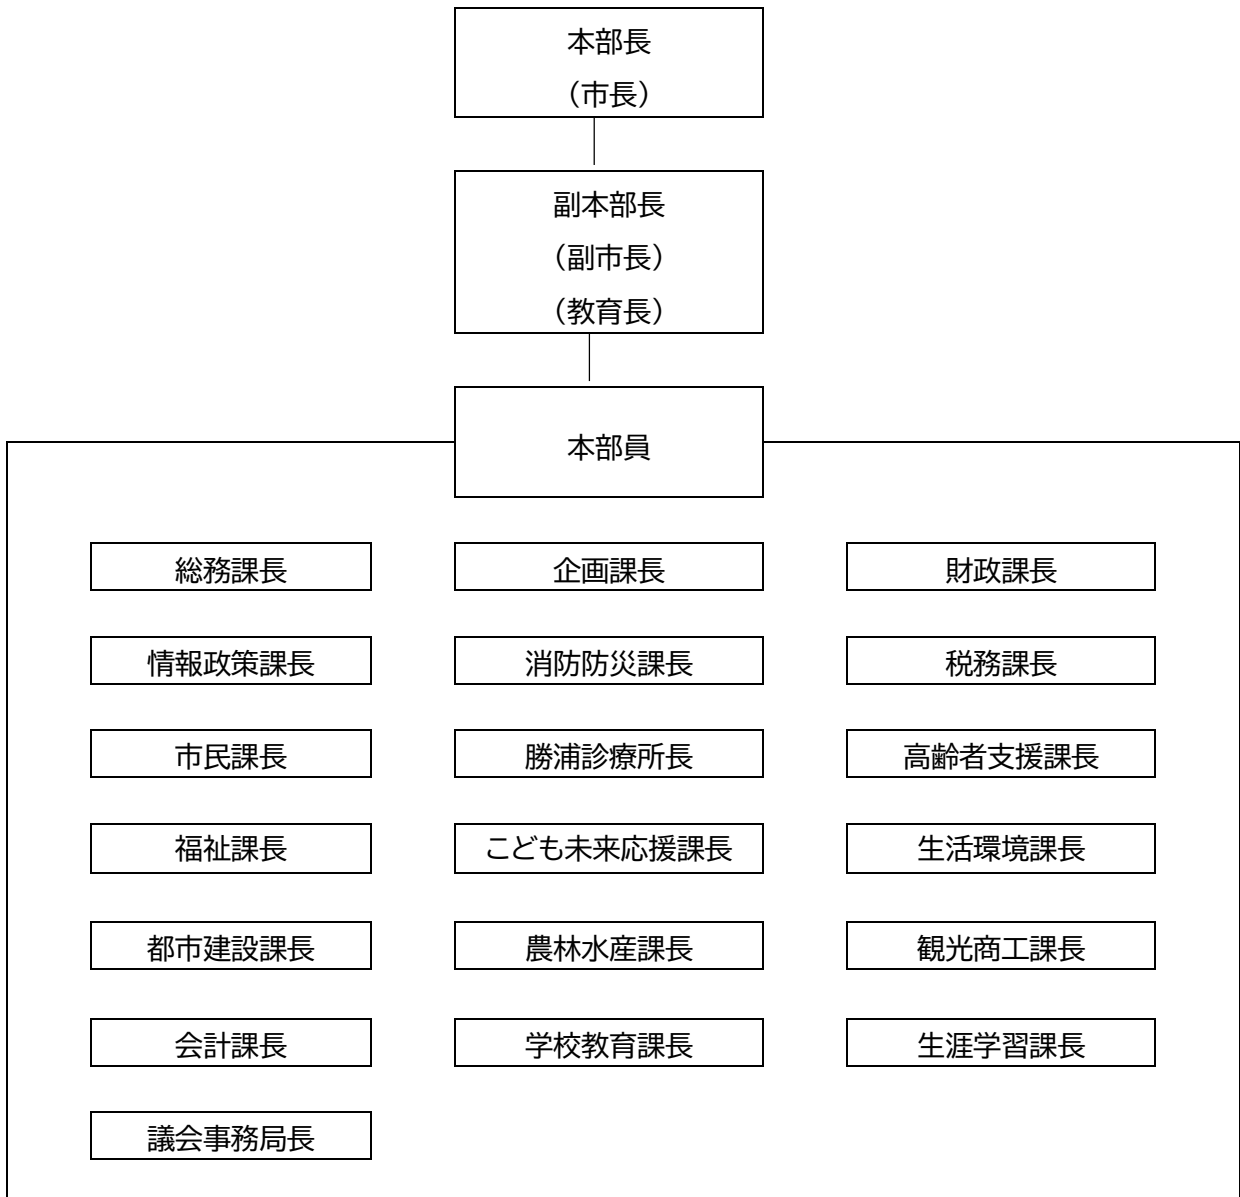 本部長
（市長）
副本部長
（副市長）
（教育長）
本部員
総務課長
企画課長
財政課長
情報政策課長
消防防災課長
税務課長
市民課長
勝浦診療所長
高齢者支援課長
福祉課長
こども未来応援課長
生活環境課長
都市建設課長
農林水産課長
観光商工課長
会計課長
学校教育課長
生涯学習課長
議会事務局長